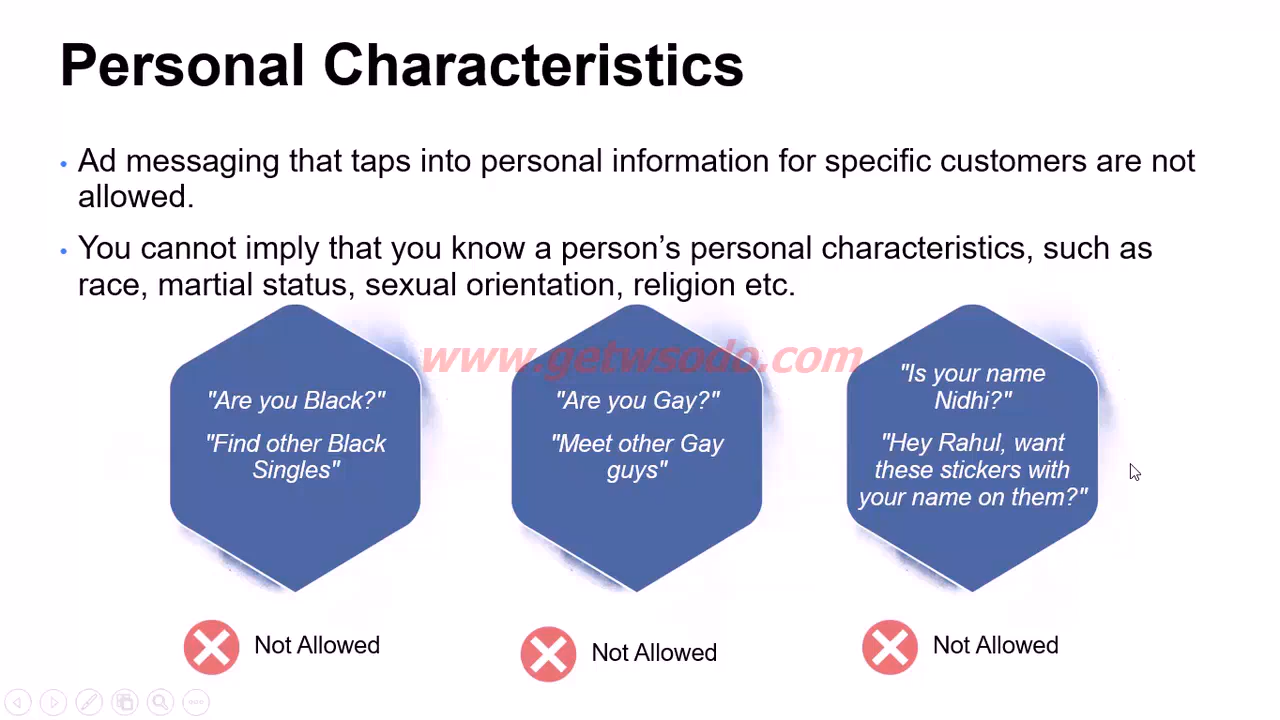 Personal Characteristics
• Ad messaging that taps into personal information for specific customers are not
allowed.
• You cannot imply that you know a person’s personal characteristics, such as
race, martial status, sexual orientation, religion etc.
www.getwsodo.com
"Are you Black?"
"Find other Black
Singles"
"Are you Gay?"
"Meet other Gay
guys"
"Is your name
Nidhi?"
"Hey Rahul, want
these stickers with
your name on them?"
Not Allowed
Not Allowed
Not Allowed